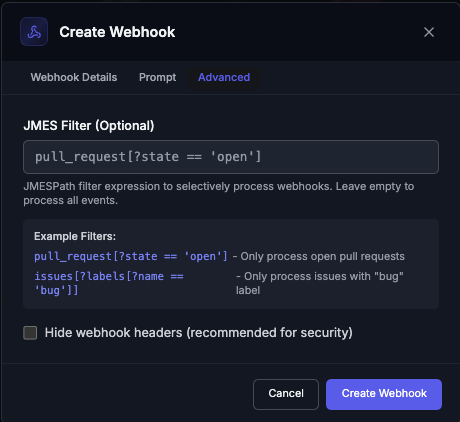 Create Webhook
Webhook Details
Prompt
Advanced
JMES Filter (Optional)
pull_request[?state == 'open']
JMESPath filter expression to selectively process webhooks. Leave empty to
process all events.
Example Filters:
pull_request[?state == 'open'] - Only process open pull requests
issues[?labels[?name == - Only process issues with "bug"
'bug']] label
Hide webhook headers (recommended for security)
Cancel
Create Webhook